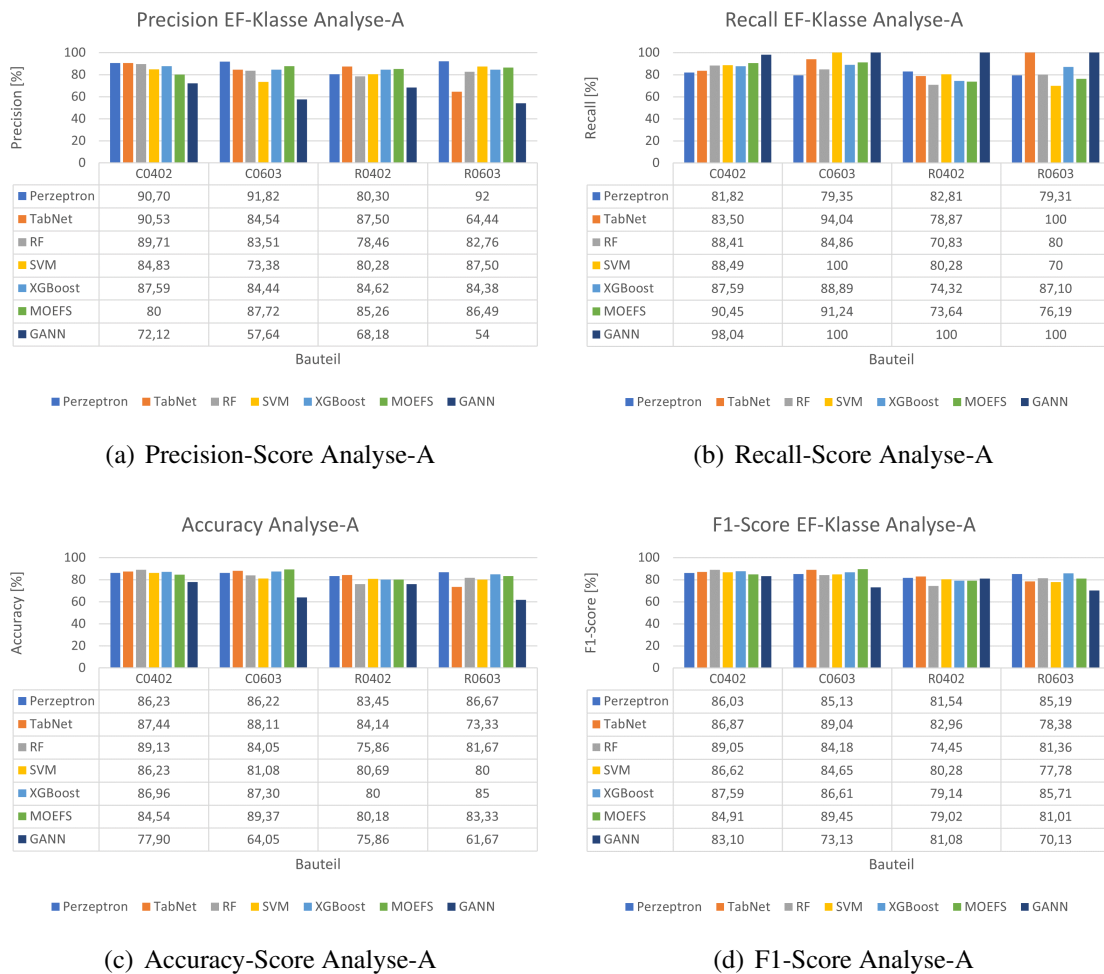 Precision EF-Klasse Analyse-A
Precision [%]
100
80
60
40
20
0
C0402 C0603 R0402 R0603
Perzeptron 90,70 91,82 80,30 92
TabNet 90,53 84,54 87,50 64,44
RF 89,71 83,51 78,46 82,76
SVM 84,83 73,38 80,28 87,50
XGBoost 87,59 84,44 84,62 84,38
MOEFS 80 87,72 85,26 86,49
GANN 72,12 57,64 68,18 54
Bauteil
Perzeptron TabNet RF SVM XGBoost MOEFS GANN
(a) Precision-Score Analyse-A
Recall EF-Klasse Analyse-A
Recall [%]
100
80
60
40
20
0
C0402 C0603 R0402 R0603
Perzeptron 81,82 79,35 82,81 79,31
TabNet 83,50 94,04 78,87 100
RF 88,41 84,86 70,83 80
SVM 88,49 100 80,28 70
XGBoost 87,59 88,89 74,32 87,10
MOEFS 90,45 91,24 73,64 76,19
GANN 98,04 100 100 100
Bauteil
Perzeptron TabNet RF SVM XGBoost MOEFS GANN
(b) Recall-Score Analyse-A
Accuracy Analyse-A
Accuracy [%]
100
80
60
40
20
0
C0402 C0603 R0402 R0603
Perzeptron 86,23 86,22 83,45 86,67
TabNet 87,44 88,11 84,14 73,33
RF 89,13 84,05 75,86 81,67
SVM 86,23 81,08 80,69 80
XGBoost 86,96 87,30 80 85
MOEFS 84,54 89,37 80,18 83,33
GANN 77,90 64,05 75,86 61,67
Bauteil
Perzeptron TabNet RF SVM XGBoost MOEFS GANN
(c) Accuracy-Score Analyse-A
F1-Score EF-Klasse Analyse-A
F1-Score [%]
100
80
60
40
20
0
C0402 C0603 R0402 R0603
Perzeptron 86,03 85,13 81,54 85,19
TabNet 86,87 89,04 82,96 78,38
RF 89,05 84,18 74,45 81,36
SVM 86,62 84,65 80,28 77,78
XGBoost 87,59 86,61 79,14 85,71
MOEFS 84,91 89,45 79,02 81,01
GANN 83,10 73,13 81,08 70,13
Bauteil
Perzeptron TabNet RF SVM XGBoost MOEFS GANN
(d) F1-Score Analyse-A